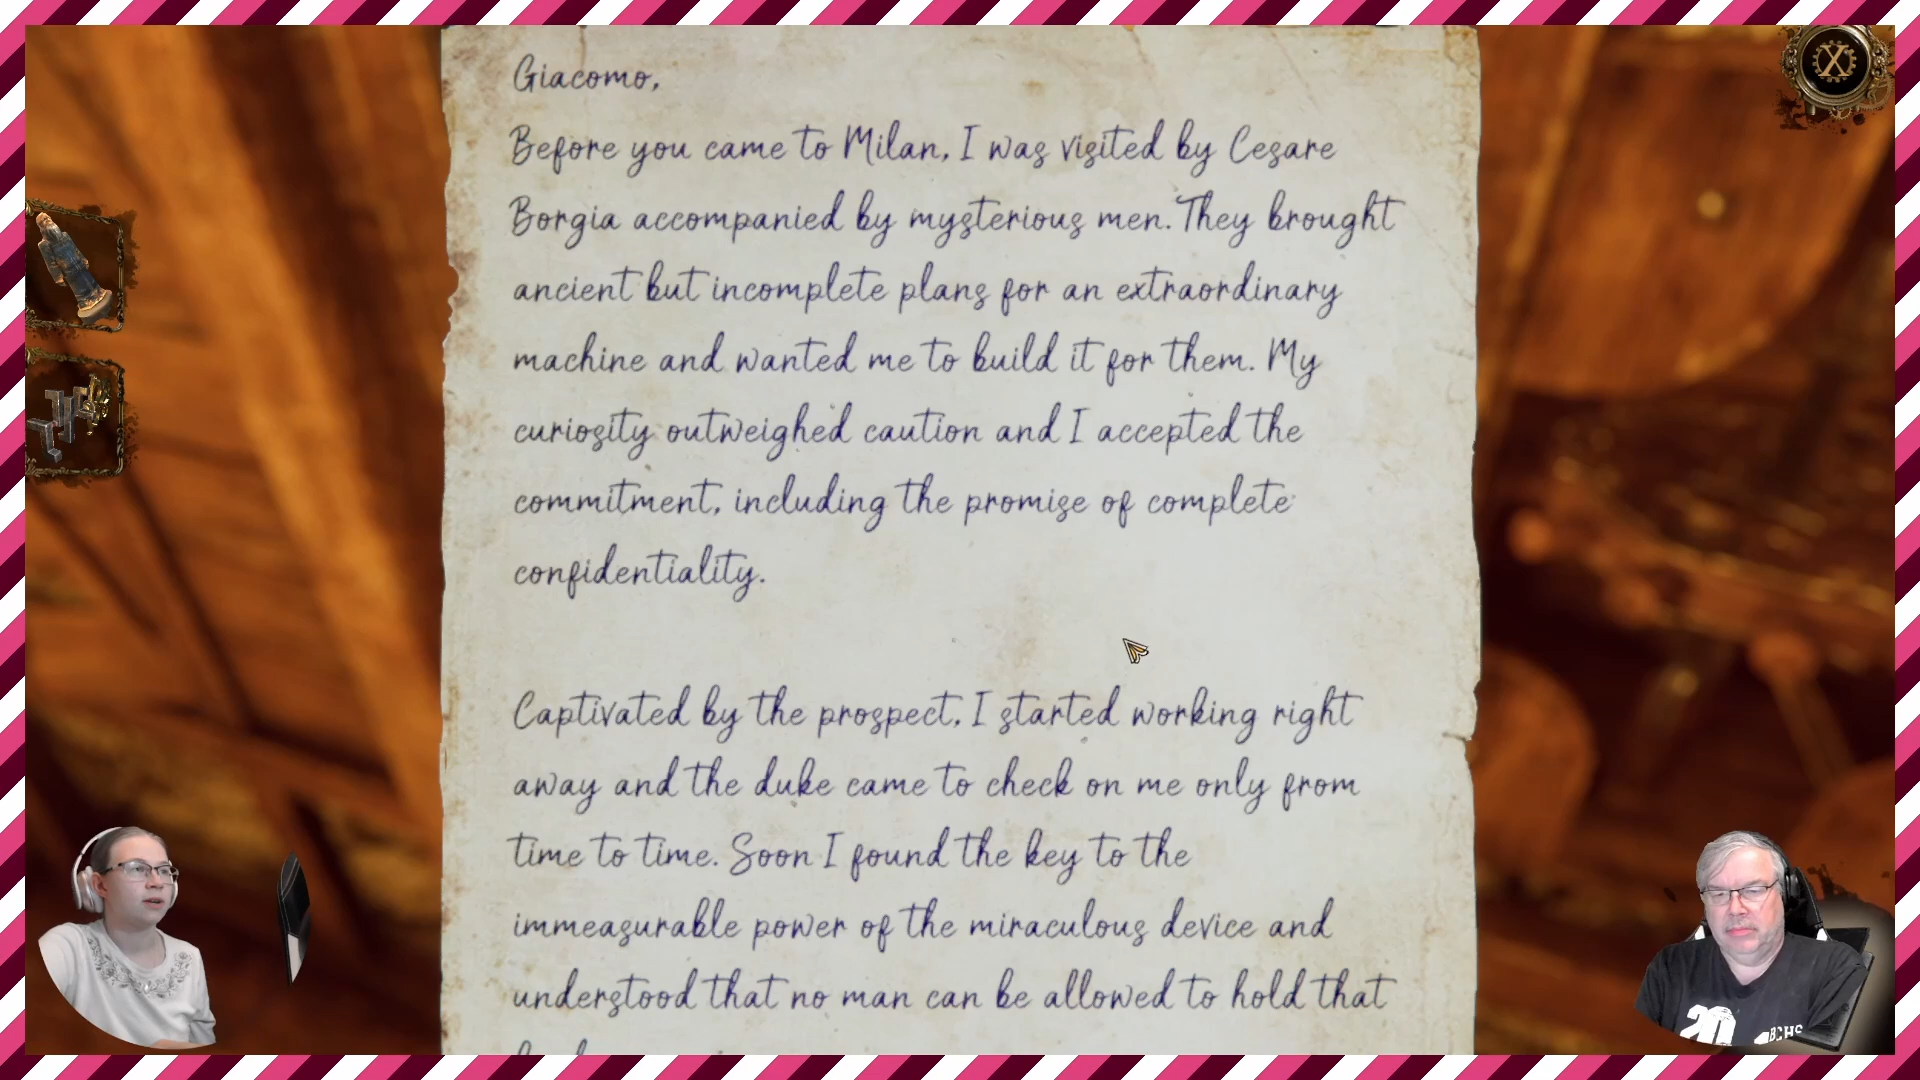 Giacomo,
Before you came to Milan, I was visited by Cesare
Borgia accompanied by mysterious men. They brought
ancient but incomplete plans for an extraordinary
machine and wanted me to build it for them. My
curiosity outweighed caution and I accepted the
commitment, including the promise of complete
confidentiality.
Captivated by the prospect, I started working right
away and the duke came to check on me only from
time to time. Soon I found the key to the
immeasurable power of the miraculous device and
understood that no man can be allowed to hold that
X
20
BCHS